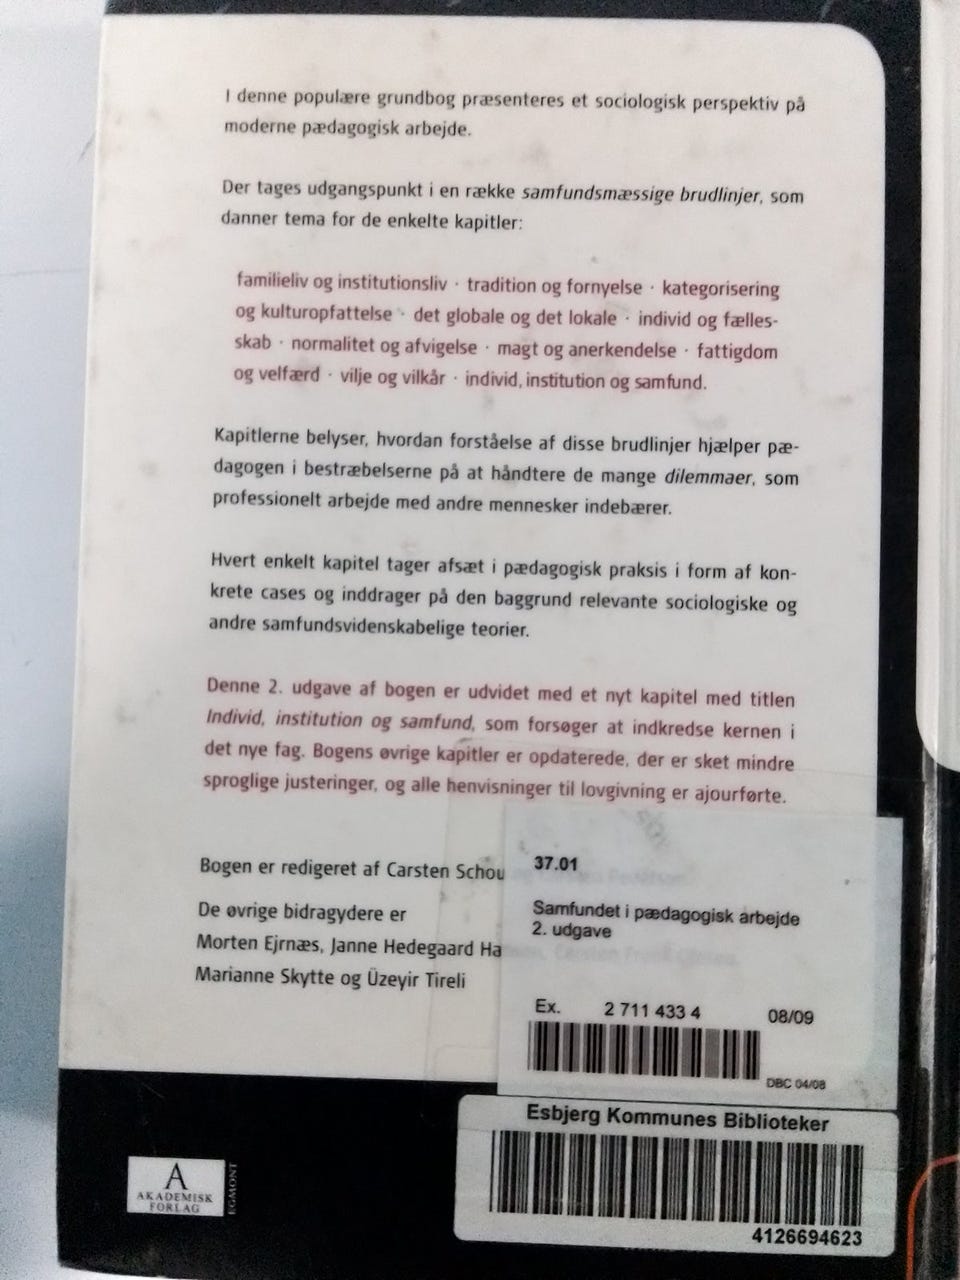 I denne populære grundbog præsenteres et sociologisk perspektiv på
moderne pædagogisk arbejde.
Der tages udgangspunkt i en række samfundsmæssige brudlinjer, som
danner tema for de enkelte kapitler:
familieliv og institutionsliv · tradition og fornyelse · kategorisering
og kulturopfattelse · det globale og det lokale · individ og fælles-
skab · normalitet og afvigelse · magt og anerkendelse · fattigdom
og velfærd · vilje og vilkår · individ, institution og samfund.
Kapitlerne belyser, hvordan forståelse af disse brudlinjer hjælper pæ-
dagogen i bestræbelserne på at håndtere de mange dilemmaer, som
professionelt arbejde med andre mennesker indebærer.
Hvert enkelt kapitel tager afsæt i pædagogisk praksis i form af kon-
krete cases og inddrager på den baggrund relevante sociologiske og
andre samfundsvidenskabelige teorier.
Denne 2. udgave af bogen er udvidet med et nyt kapitel med titlen
Individ, institution og samfund, som forsøger at indkredse kernen i
det nye fag. Bogens øvrige kapitler er opdaterede, der er sket mindre
sproglige justeringer, og alle henvisninger til lovgivning er ajourførte.
Bogen er redigeret af Carsten Schou
De øvrige bidragydere er
Morten Ejrnæs, Janne Hedegaard Ha
Marianne Skytte og Üzeyir Tireli
37.01
Samfundet i pædagogisk arbejde
2. udgave
Ex. 2 711 433 4 08/09
DBC 04/08
Esbjerg Kommunes Biblioteker
4126694623
A
AKADEMISK
FORLAG
EGMONT